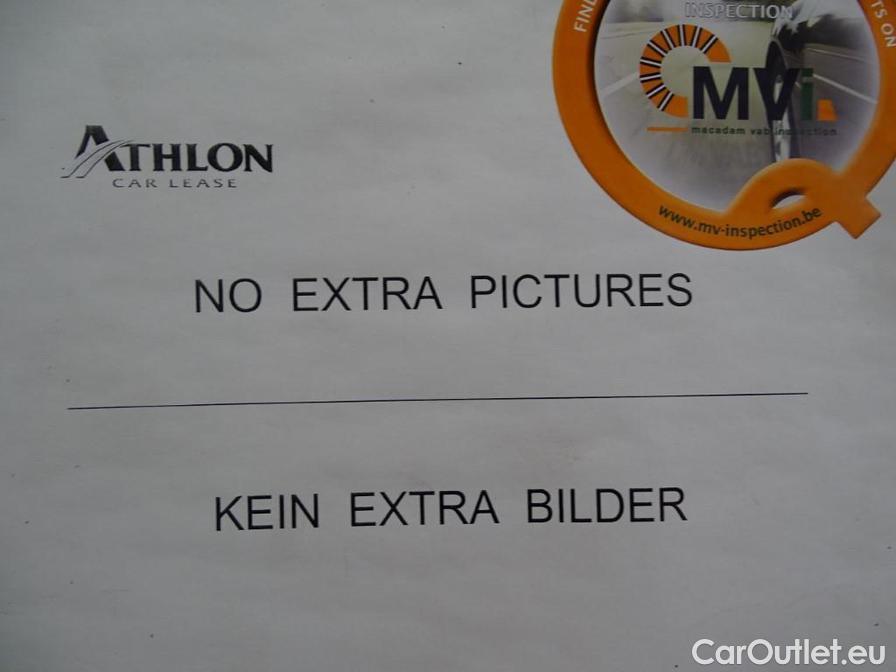 INSPECTION
MVi
macadam vab inspection
www.mv-inspection.be
ATHLON
CAR LEASE
NO EXTRA PICTURES
KEIN EXTRA BILDER
CarOutlet.eu